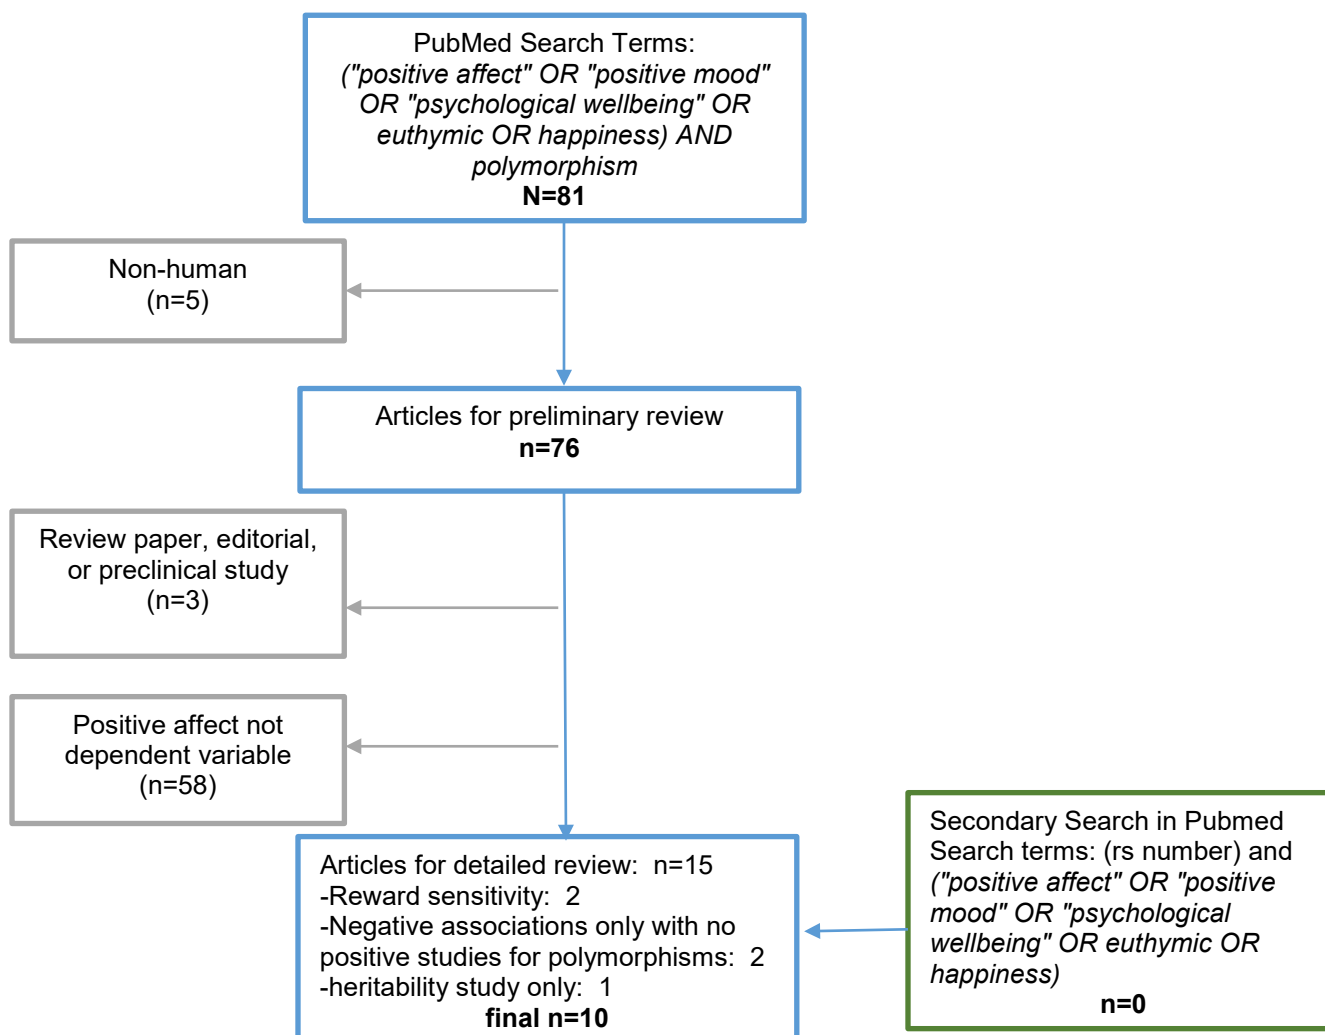 PubMed Search Terms:
("positive affect" OR "positive mood"
OR "psychological wellbeing" OR
euthymic OR happiness) AND
polymorphism
N=81
Non-human
(n=5)
Articles for preliminary review
n=76
Review paper, editorial,
or preclinical study
(n=3)
Positive affect not
dependent variable
(n=58)
Articles for detailed review:  n=15
-Reward sensitivity:  2
-Negative associations only with no
positive studies for polymorphisms:  2
-heritability study only:  1
final n=10
Secondary Search in Pubmed
Search terms: (rs number) and
("positive affect" OR "positive
mood" OR "psychological
wellbeing" OR euthymic OR
happiness)
n=0